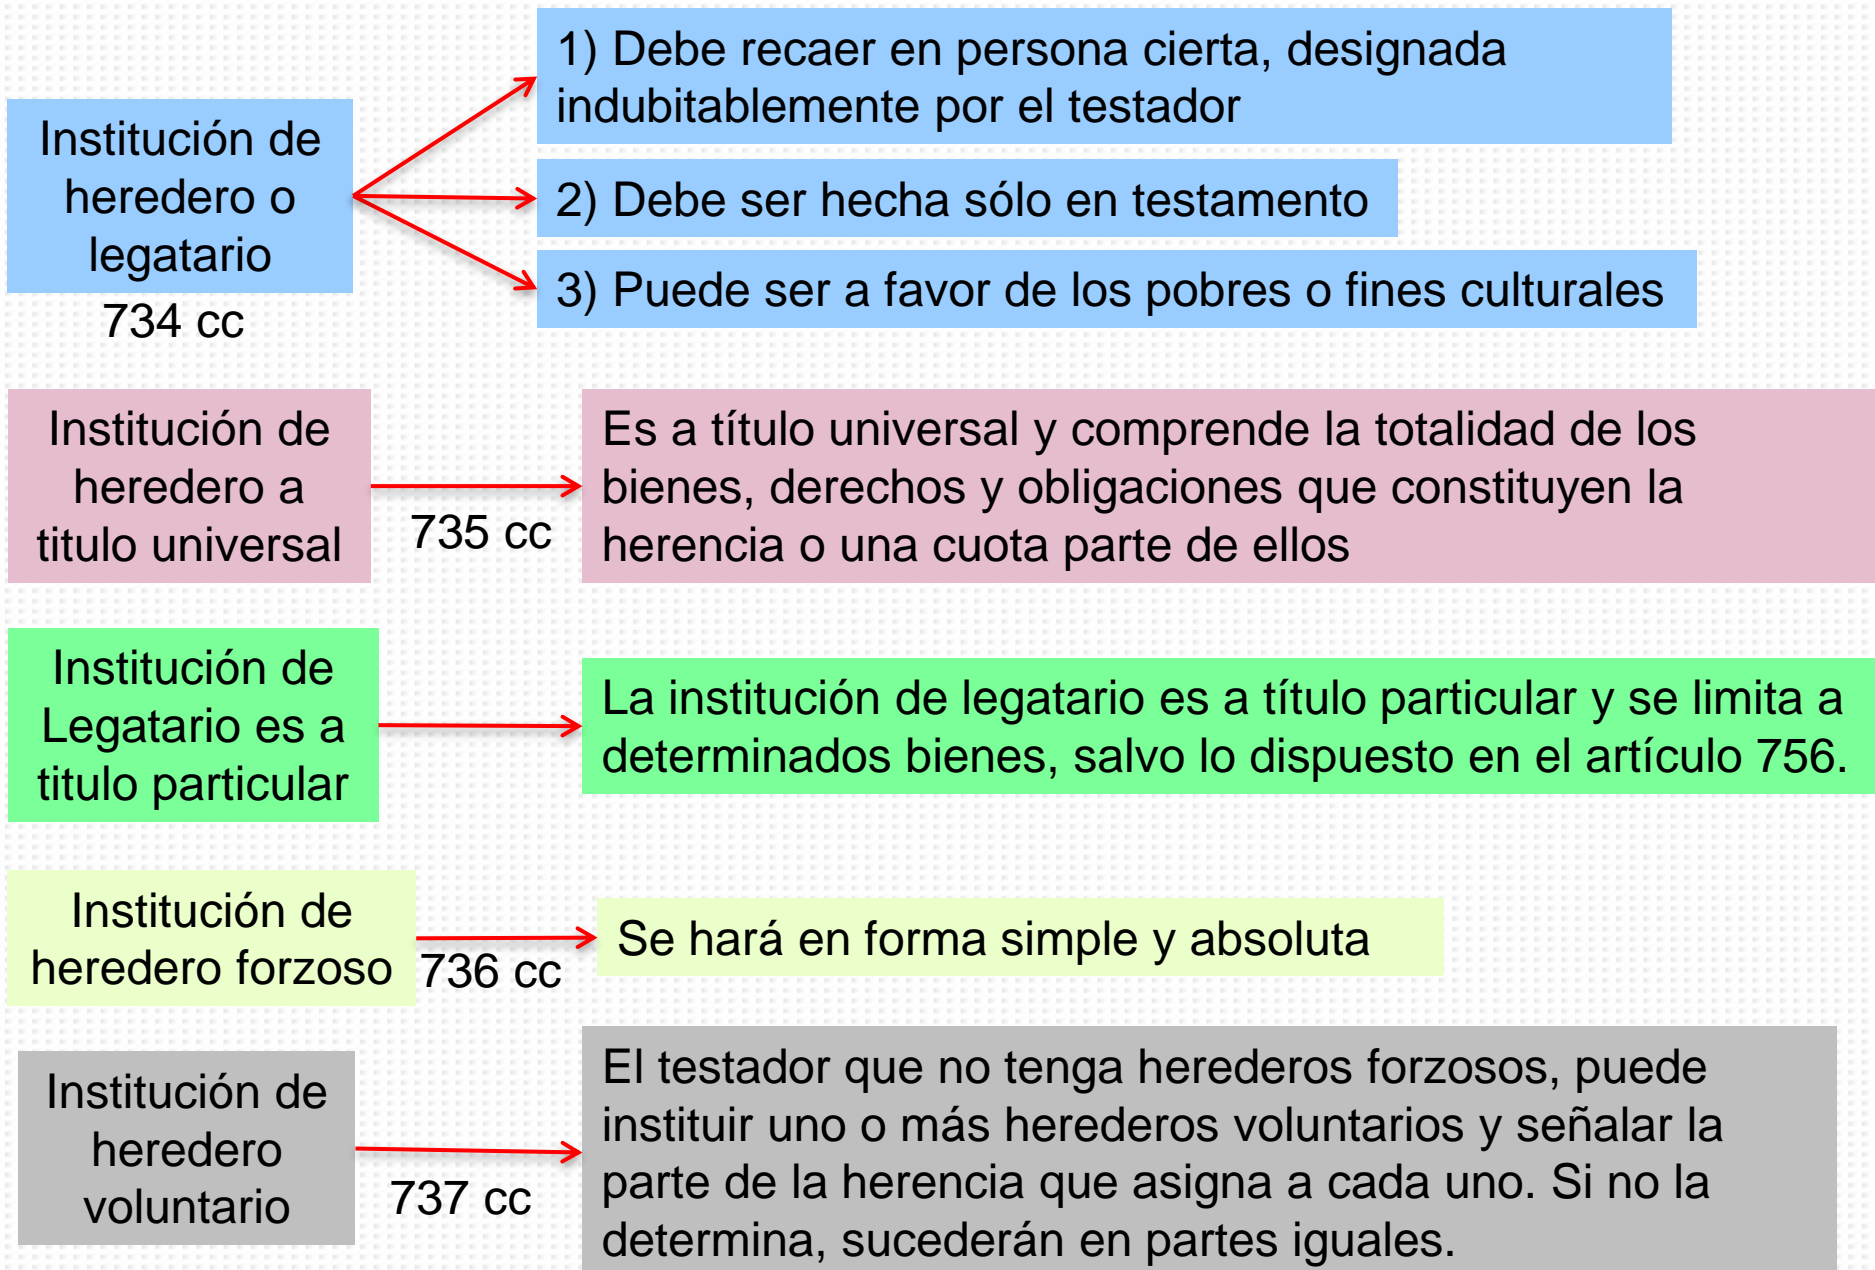 Institución de
heredero o
legatario
734 cc
1) Debe recaer en persona cierta, designada
indubitablemente por el testador
2) Debe ser hecha sólo en testamento
3) Puede ser a favor de los pobres o fines culturales
Institución de
heredero a
titulo universal
735 cc
Es a título universal y comprende la totalidad de los
bienes, derechos y obligaciones que constituyen la
herencia o una cuota parte de ellos
Institución de
Legatario es a
titulo particular
La institución de legatario es a título particular y se limita a
determinados bienes, salvo lo dispuesto en el artículo 756.
Institución de
heredero forzoso
736 cc
Se hará en forma simple y absoluta
Institución de
heredero
voluntario
737 cc
El testador que no tenga herederos forzosos, puede
instituir uno o más herederos voluntarios y señalar la
parte de la herencia que asigna a cada uno. Si no la
determina, sucederán en partes iguales.